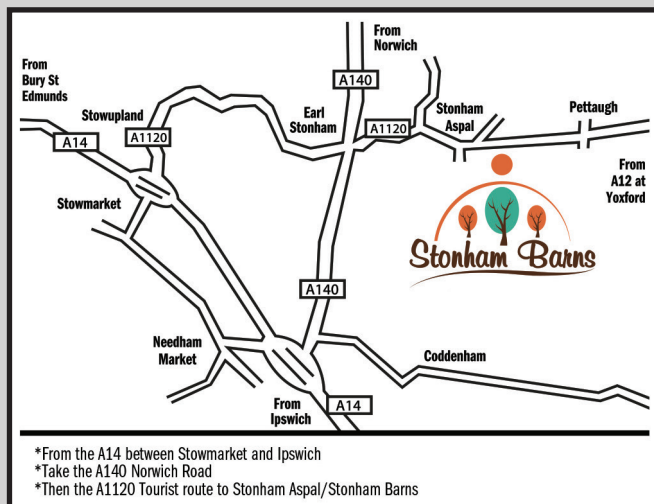 From
Norwich
From
Bury St
Edmunds
A140
Stowupland
Earl
Stonham
Stonham
Aspal
Pettaugh
A1120
A1120
A14
From
A12 at
Yoxford
Stowmarket
Stonham Barns
A140
Needham
Market
Coddenham
From
Ipswich
A14
*From the A14 between Stowmarket and Ipswich
*Take the A140 Norwich Road
*Then the A1120 Tourist route to Stonham Aspal/Stonham Barns